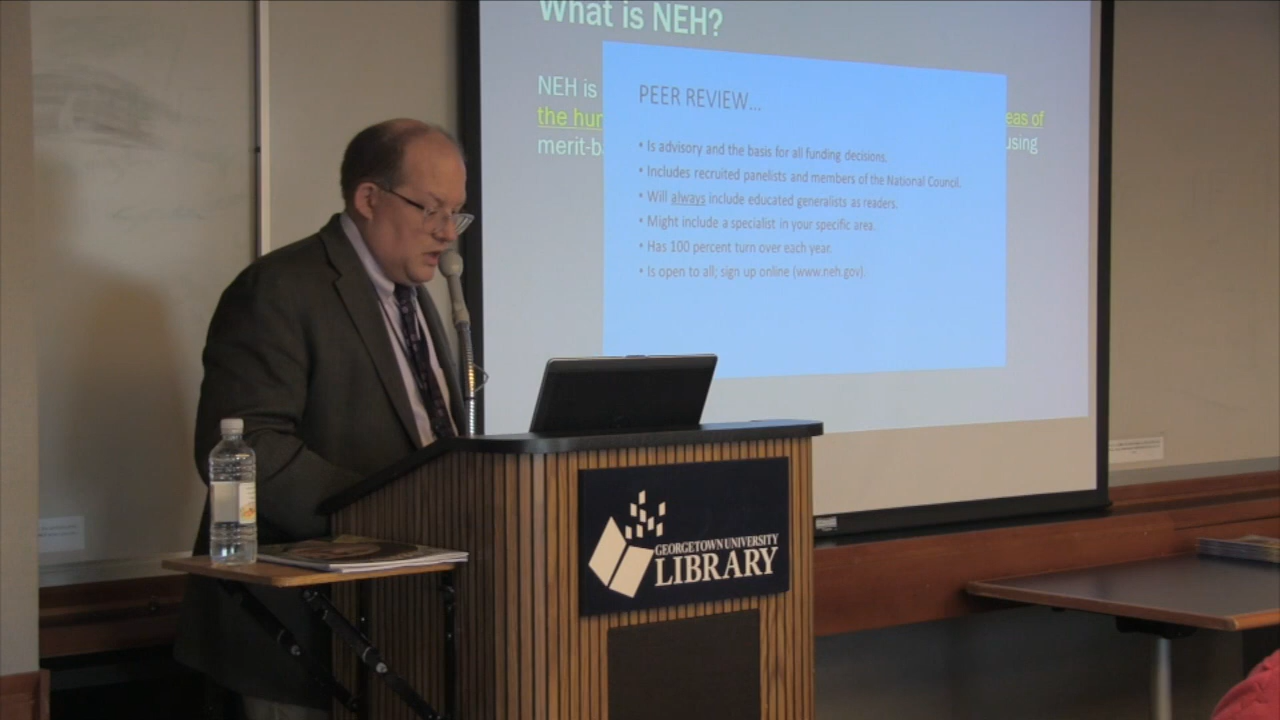 What is NEH?
NEH is
the hur
eas of
merit-b
using
PEER REVIEW...
• Is advisory and the basis for all funding decisions.
• Includes recruited panelists and members of the National Council.
• Will always include educated generalists as readers.
• Might include a specialist in your specific area.
• Has 100 percent turn over each year.
• Is open to all; sign up online (www.neh.gov).
GEORGETOWN UNIVERSITY
LIBRARY